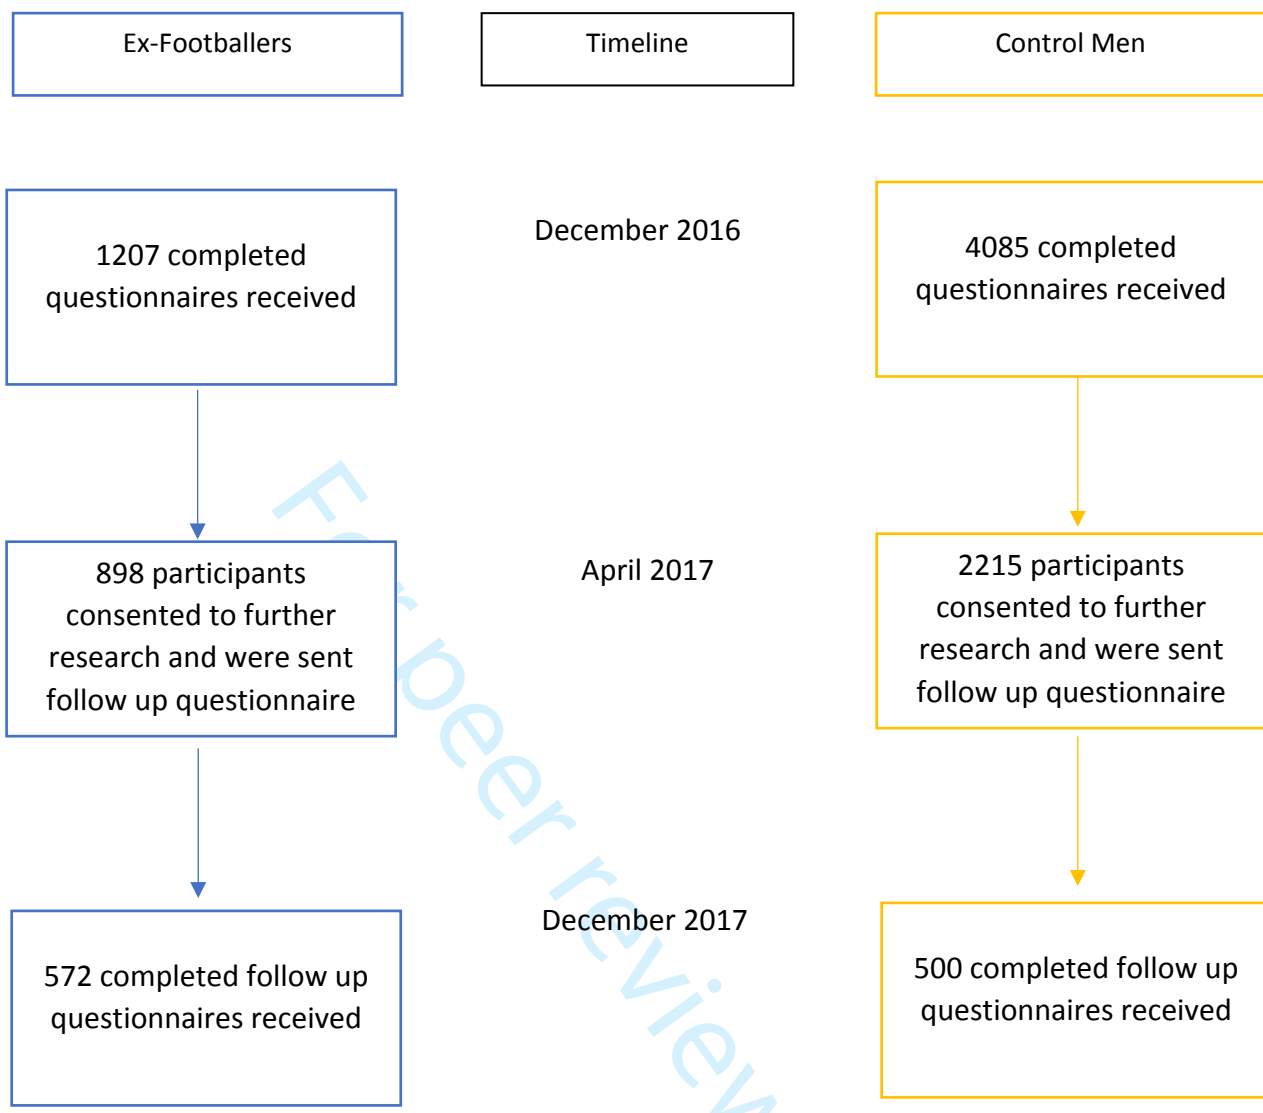 Ex-Footballers
Timeline
Control Men
1207 completed
questionnaires received
December 2016
4085 completed
questionnaires received
898 participants
consented to further
research and were sent
follow up questionnaire
April 2017
2215 participants
consented to further
research and were sent
follow up questionnaire
572 completed follow up
questionnaires received
December 2017
500 completed follow up
questionnaires received
For peer review